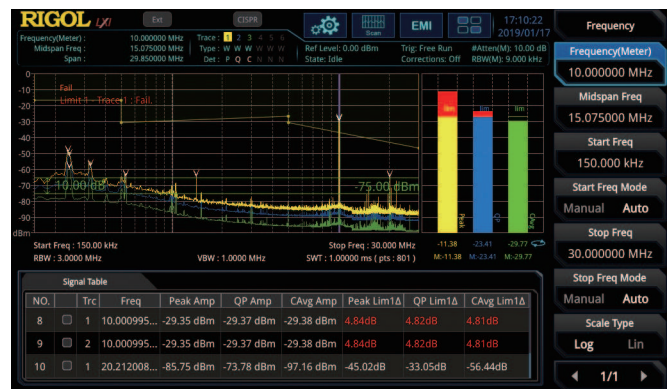 RIGOL LXI Ext CISPR Scan EMI 17:10:22 2019/01/17
Frequency(Meter) : 10.000000 MHz Trace : 1 2 3 4 5 6 Ref Level: 0.00 dBm Trig: Free Run #Atten(M): 10.00 dB
Midspan Freq : 15.075000 MHz Type : W W W W W W State: Idle Corrections: Off RBW(M): 9.000 kHz
Span : 29.850000 MHz Det : P Q C N N N
Fail
Limit 1 - Trace 1 : Fail.
0
-10
-20
-30
-40
-50
-60
-70
-80
-90
dBm
10.00 dB
-75.00 dBm
lim lim lim
Peak QP CAvg
Start Freq : 150.00 kHz Stop Freq : 30.000 MHz
RBW : 3.0000 MHz VBW : 1.0000 MHz SWT : 1.00000 ms ( pts : 801 )
-11.38 -23.41 -29.77
M:-11.38 M:-23.41 M:-29.77
Signal Table
NO. Trc Freq Peak Amp QP Amp CAvg Amp Peak Lim1Δ QP Lim1Δ CAvg Lim1Δ
8 1 10.000995... -29.35 dBm -29.37 dBm -29.38 dBm 4.84dB 4.82dB 4.81dB
9 2 10.000995... -29.35 dBm -29.37 dBm -29.38 dBm 4.84dB 4.82dB 4.81dB
10 1 20.212008... -85.75 dBm -73.78 dBm -97.16 dBm -45.02dB -33.05dB -56.44dB
Frequency
Frequency(Meter)
10.000000 MHz
Midspan Freq
15.075000 MHz
Start Freq
150.000 kHz
Start Freq Mode
Manual Auto
Stop Freq
30.000000 MHz
Stop Freq Mode
Manual Auto
Scale Type
Log Lin
1/1